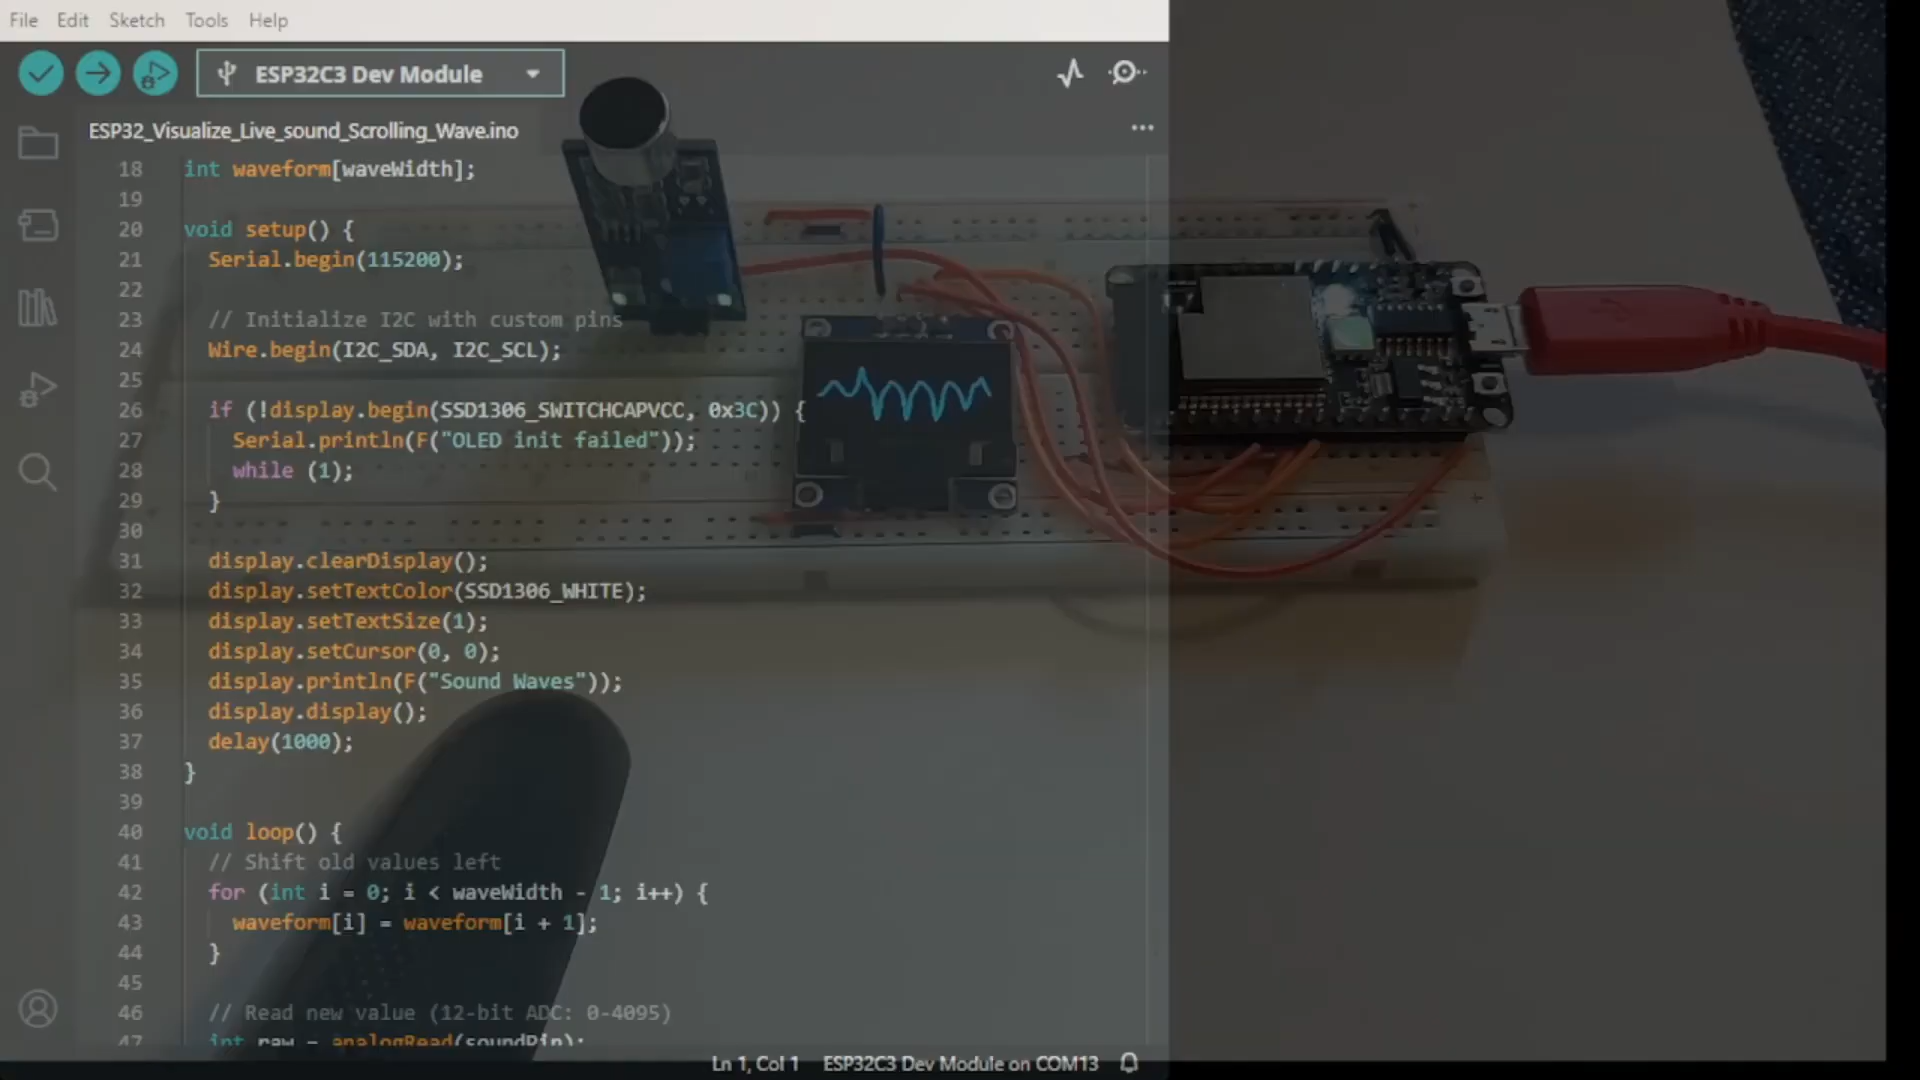 File Edit Sketch Tools Help
ESP32C3 Dev Module
ESP32_Visualize_Live_sound_Scrolling_Wave.ino
18 int waveform[waveWidth];
19
20 void setup() {
21 Serial.begin(115200);
22
23 // Initialize I2C with custom pins
24 Wire.begin(I2C_SDA, I2C_SCL);
25
26 if (!display.begin(SSD1306_SWITCHCAPVCC, 0x3C)) {
27 Serial.println(F("OLED init failed"));
28 while (1);
29 }
30
31 display.clearDisplay();
32 display.setTextColor(SSD1306_WHITE);
33 display.setTextSize(1);
34 display.setCursor(0, 0);
35 display.println(F("Sound Waves"));
36 display.display();
37 delay(1000);
38 }
39
40 void loop() {
41 // Shift old values left
42 for (int i = 0; i < waveWidth - 1; i++) {
43 waveform[i] = waveform[i + 1];
44 }
45
46 // Read new value (12-bit ADC: 0-4095)
47 int raw = analogRead(soundPin);
Ln 1, Col 1 ESP32C3 Dev Module on COM13